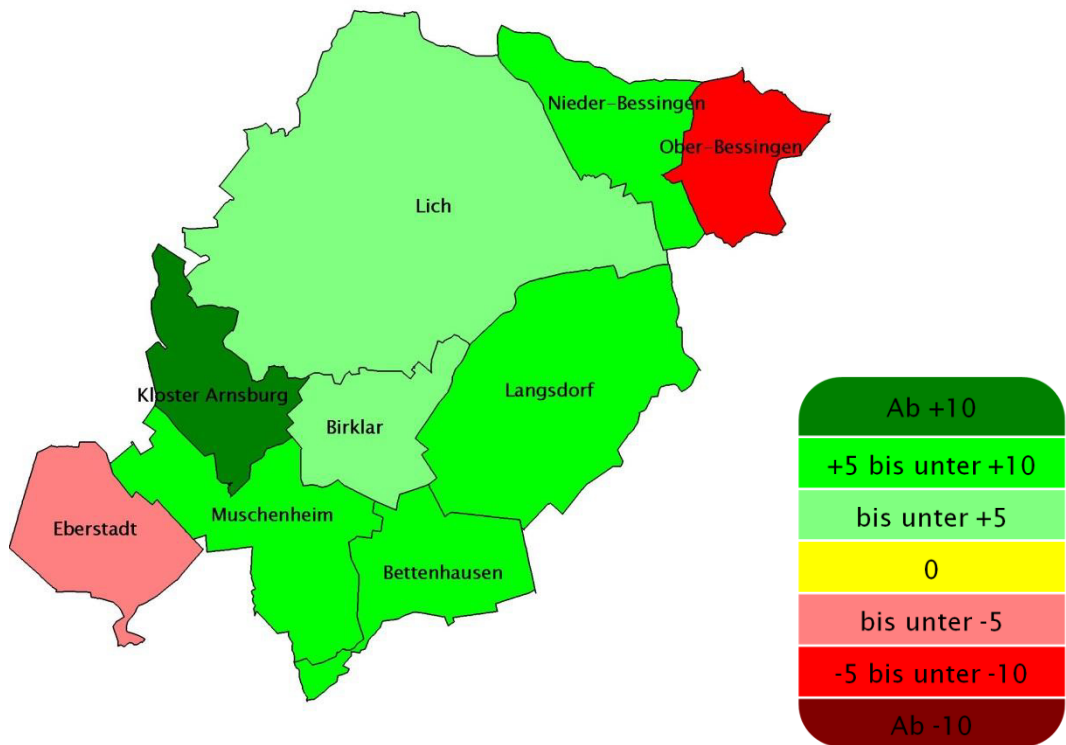 Nieder-Bessingen
Ober-Bessingen
Lich
Kloster Arnsburg
Langsdorf
Birklar
Muschenheim
Eberstadt
Bettenhausen
Ab +10
+5 bis unter +10
bis unter +5
0
bis unter -5
-5 bis unter -10
Ab -10